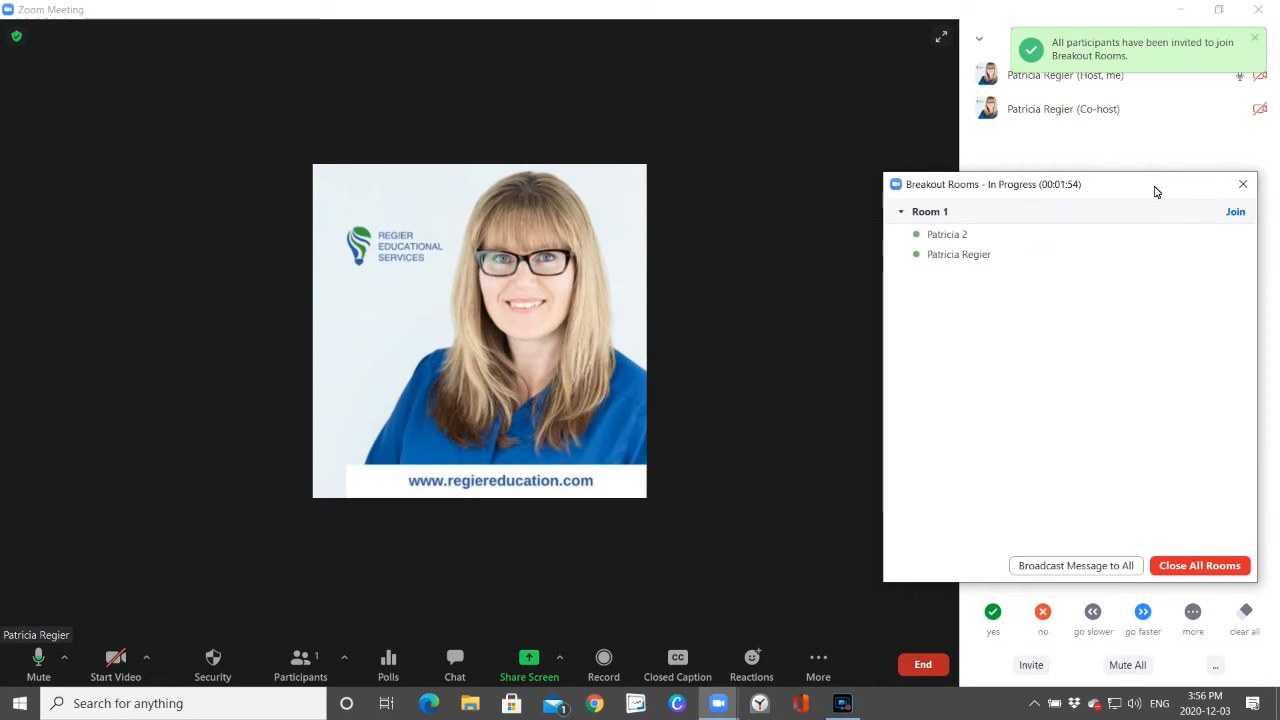 Zoom Meeting
All participants have been invited to join
Breakout Rooms.
Patricia Regier (Host, me)
Patricia Regier (Co-host)
Breakout Rooms - In Progress (00:01:54)
Room 1
Join
Patricia 2
Patricia Regier
REGIER
EDUCATIONAL
SERVICES
www.regiereducation.com
Broadcast Message to All
Close All Rooms
yes
no
go slower
go faster
more
clear all
Patricia Regier
Mute
Start Video
Security
1
Participants
Polls
Chat
Share Screen
Record
CC
Closed Caption
Reactions
More
End
Invite
Mute All
...
Search for anything
1
ENG
3:56 PM
2020-12-03